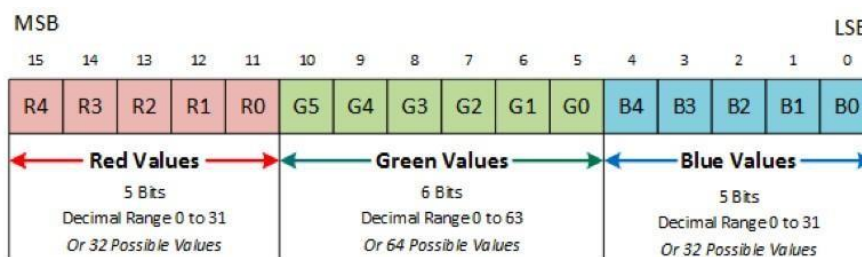 MSB LSB
15 14 13 12 11 10 9 8 7 6 5 4 3 2 1 0
R4 R3 R2 R1 R0 G5 G4 G3 G2 G1 G0 B4 B3 B2 B1 B0
Red Values Green Values Blue Values
5 Bits 6 Bits 5 Bits
Decimal Range 0 to 31 Decimal Range 0 to 63 Decimal Range 0 to 31
Or 32 Possible Values Or 64 Possible Values Or 32 Possible Values